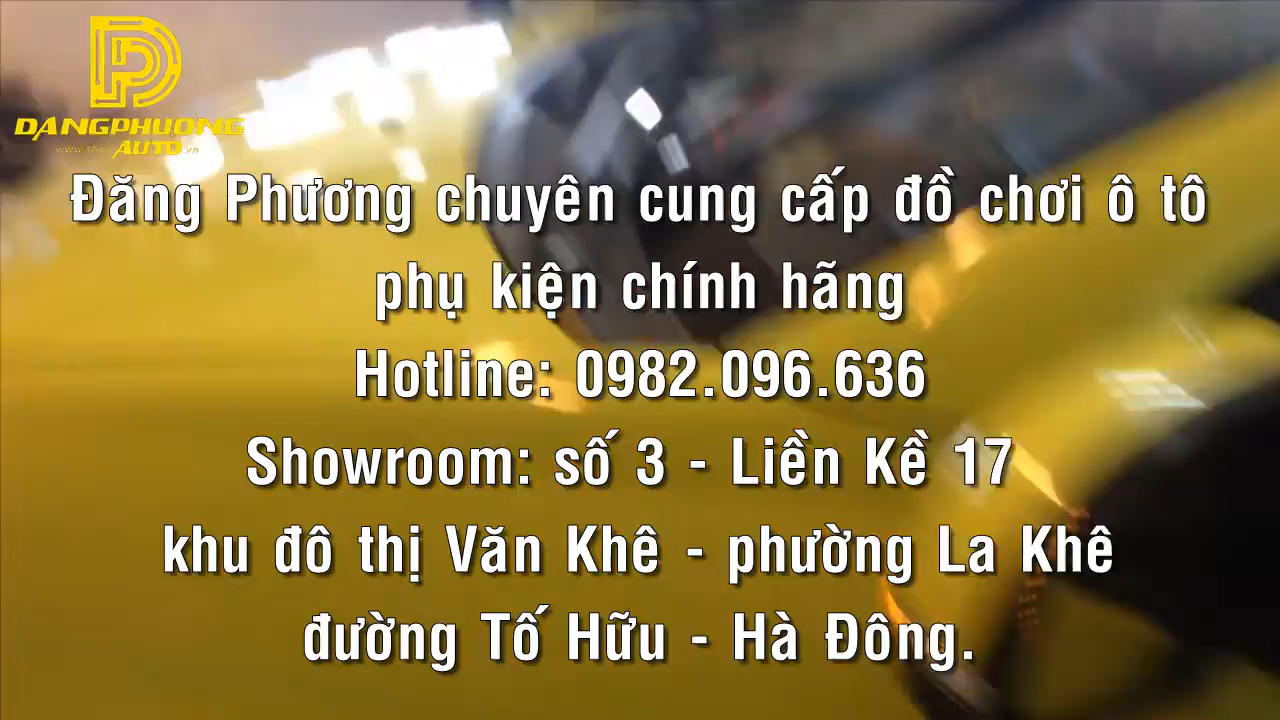 DANGPHUONG
AUTO
Đăng Phương chuyên cung cấp đồ chơi ô tô
phụ kiện chính hãng
Hotline: 0982.096.636
Showroom: số 3 - Liền Kề 17
khu đô thị Văn Khê - phường La Khê
đường Tố Hữu - Hà Đông.